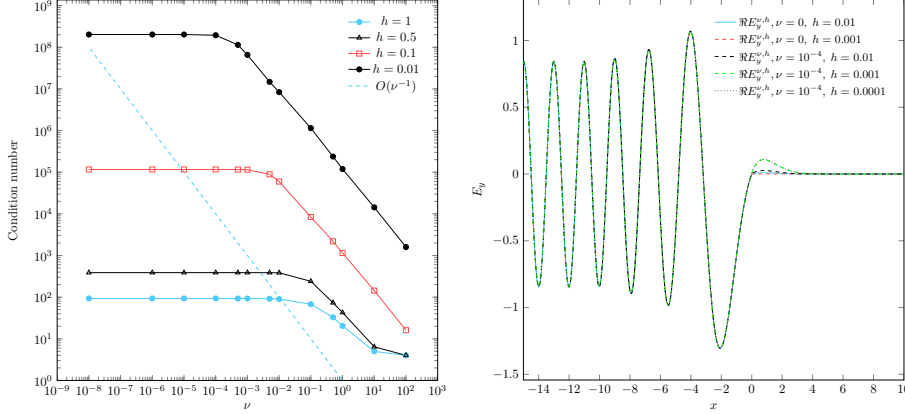 10^9
10^8
10^7
10^6
10^5
10^4
10^3
10^2
10^1
10^0
Condition number
10^−9 10^−8 10^−7 10^−6 10^−5 10^−4 10^−3 10^−2 10^−1 10^0 10^1 10^2 10^3
ν
h = 1
h = 0.5
h = 0.1
h = 0.01
O(ν^−1)
1
0.5
0
−0.5
−1
−1.5
E_y
−14 −12 −10 −8 −6 −4 −2 0 2 4 6 8 10
x
ℜE_y^{ν,h}, ν = 0, h = 0.01
ℜE_y^{ν,h}, ν = 0, h = 0.001
ℜE_y^{ν,h}, ν = 10^−4, h = 0.01
ℜE_y^{ν,h}, ν = 10^−4, h = 0.001
ℜE_y^{ν,h}, ν = 10^−4, h = 0.0001